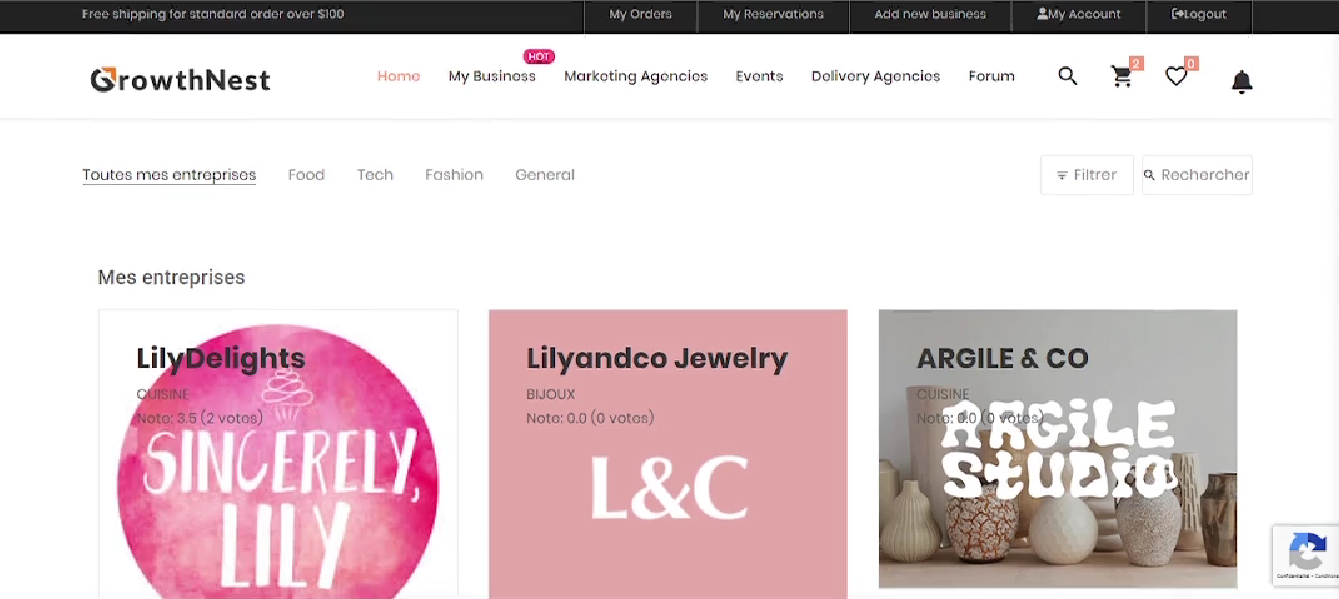 Free shipping for standard order over $100
My Orders
My Reservations
Add new business
My Account
Logout
GrowthNest
Home
My Business
HOT
Marketing Agencies
Events
Delivery Agencies
Forum
2
0
Toutes mes entreprises
Food
Tech
Fashion
General
Filtrer
Rechercher
Mes entreprises
LilyDelights
CUISINE
Note: 3.5 (2 votes)
SINCERELY,
LILY
Lilyandco Jewelry
BIJOUX
Note: 0.0 (0 votes)
L&C
ARGILE & CO
CUISINE
Note: 0.0 (0 votes)
ARGiLE
STUDiO
Confidentialité - Conditions